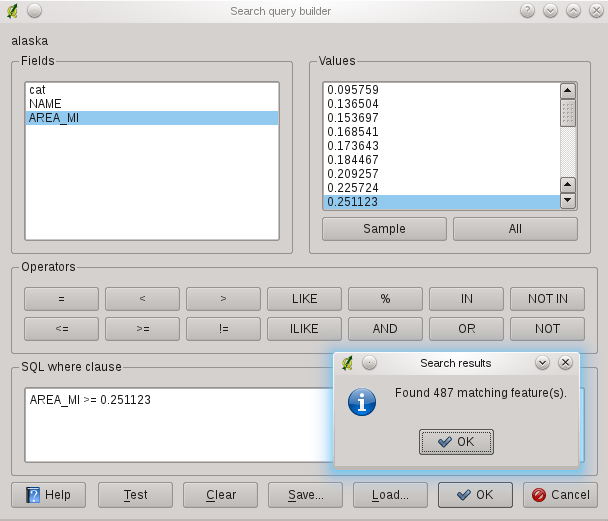 Search query builder
alaska
Fields
Values
cat
NAME
AREA_MI
0.095759
0.136504
0.153697
0.168541
0.173643
0.184467
0.209257
0.225724
0.251123
Sample All
Operators
= < > LIKE % IN NOT IN
<= >= != ILIKE AND OR NOT
SQL where clause
AREA_MI >= 0.251123
Search results
Found 487 matching feature(s).
OK
Help Test Clear Save... Load... OK Cancel